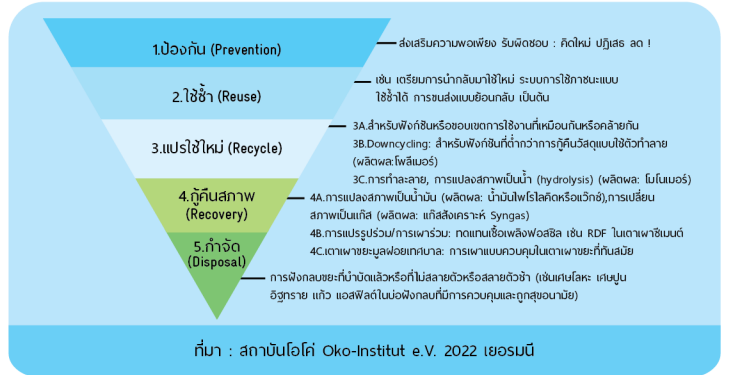 1.ป้องกัน (Prevention)
ส่งเสริมความพอเพียง รับผิดชอบ : คิดใหม่ ปฏิเสธ ลด !
2.ใช้ซ้ำ (Reuse)
เช่น เตรียมการนำกลับมาใช้ใหม่ ระบบการใช้ภาชนะแบบ
ใช้ซ้ำได้ การขนส่งแบบย้อนกลับ เป็นต้น
3.แปรใช้ใหม่ (Recycle)
3A.สำหรับฟังก์ชันหรือขอบเขตการใช้งานที่เหมือนกันหรือคล้ายกัน
3B.Downcycling: สำหรับฟังก์ชันที่ต่ำกว่าการกู้คืนวัสดุแบบใช้ตัวทำลาย
(ผลิตผล:โพลีเมอร์)
3C.การทำละลาย, การแปลงสภาพเป็นน้ำ (hydrolysis) (ผลิตผล: โมโนเมอร์)
4.กู้คืนสภาพ
(Recovery)
4A.การแปลงสภาพเป็นน้ำมัน (ผลิตผล: น้ำมันไพโรไลคิดหรือแว๊กซ์),การเปลี่ยน
สภาพเป็นแก๊ส (ผลิตผล: แก๊สสังเคราะห์ Syngas)
4B.การแปรรูปร่วม/การเผาร่วม: ทดแทนเชื้อเพลิงฟอสซิล เช่น RDF ในเตาเผาซีเมนต์
4C.เตาเผาขยะมูลฝอยเทศบาล: การเผาแบบควบคุมในเตาเผาขยะที่ทันสมัย
5.กำจัด
(Disposal)
การฝังกลบขยะที่บำบัดแล้วหรือที่ไม่สลายตัวหรือสลายตัวช้า (เช่นเศษโลหะ เศษปูน
อิฐทราย แก้ว แอสฟัลต์ในบ่อฝังกลบที่มีการควบคุมและถูกสุขอนามัย)
ที่มา : สถาบันโอโค่ Oko-Institut e.V. 2022 เยอรมนี